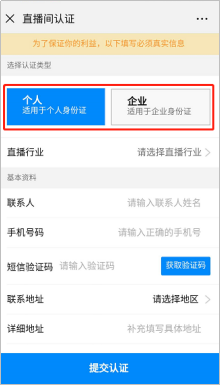 直播间认证
为了保证你的利益，以下填写必须真实信息
选择认证类型
个人
适用于个人身份证
企业
适用于企业身份证
直播行业 请选择直播行业
基本资料
联系人 请输入联系人姓名
手机号码 请输入正确的手机号
短信验证码 请输入验证码 获取验证码
联系地址 请选择地区
详细地址 补充填写具体地址
提交认证